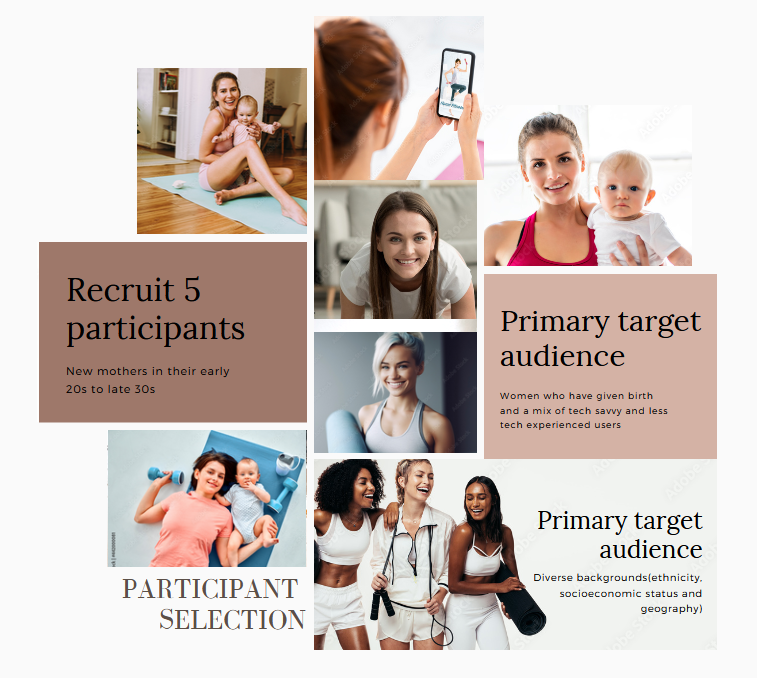 Recruit 5
participants
New mothers in their early
20s to late 30s
Primary target
audience
Women who have given birth
and a mix of tech savvy and less
tech experienced users
PARTICIPANT
SELECTION
Primary target
audience
Diverse backgrounds(ethnicity,
socioeconomic status and
geography)